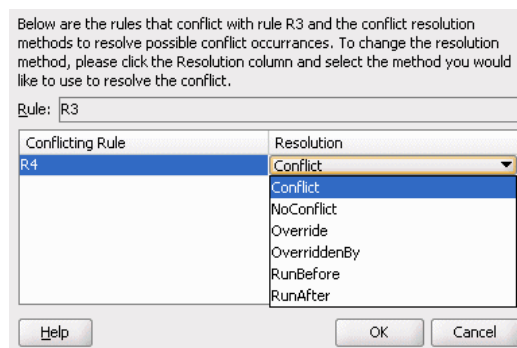 Below are the rules that conflict with rule R3 and the conflict resolution
methods to resolve possible conflict occurrances. To change the resolution
method, please click the Resolution column and select the method you would
like to use to resolve the conflict.
Rule: R3
Conflicting Rule Resolution
R4 Conflict
Conflict
NoConflict
Override
OverriddenBy
RunBefore
RunAfter
Help OK Cancel